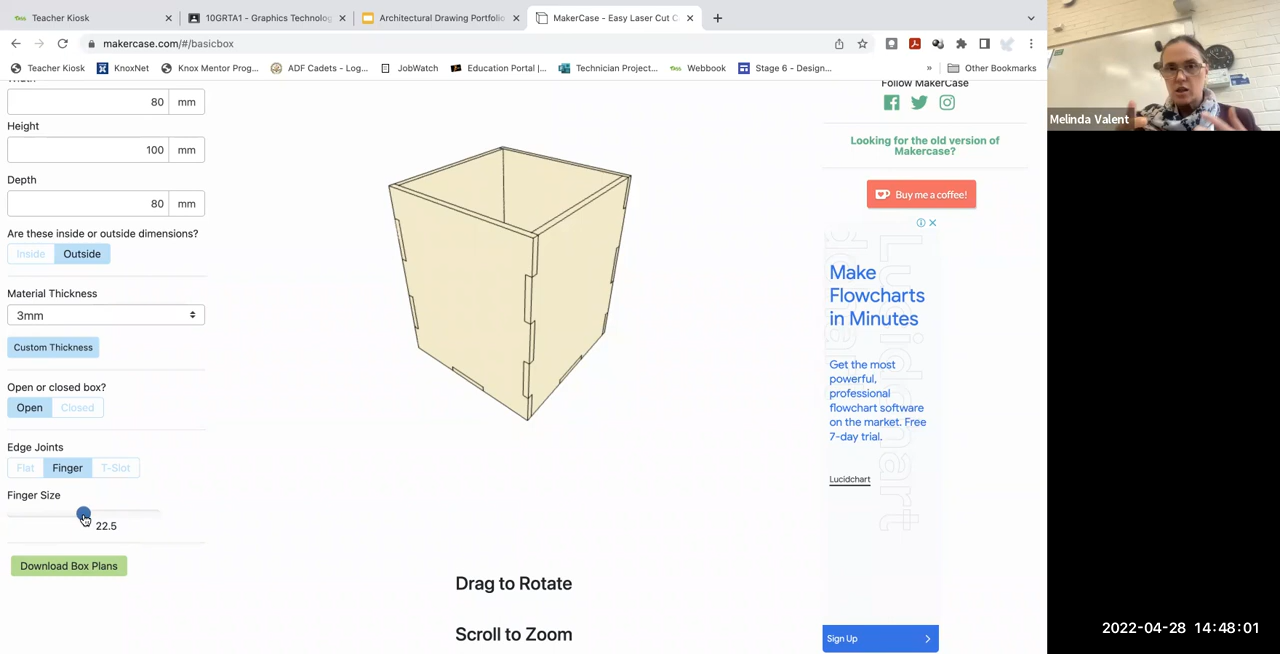 Teacher Kiosk
10GRTA1 - Graphics Technolog
Architectural Drawing Portfolio
MakerCase - Easy Laser Cut C
makercase.com/#/basicbox
Teacher Kiosk
KnoxNet
Knox Mentor Prog...
ADF Cadets - Log...
JobWatch
Education Portal |...
Technician Project...
Webbook
Stage 6 - Design...
»
Other Bookmarks
Width
80 mm
Height
100 mm
Depth
80 mm
Are these inside or outside dimensions?
Inside Outside
Material Thickness
3mm
Custom Thickness
Open or closed box?
Open Closed
Edge Joints
Flat Finger T-Slot
Finger Size
22.5
Download Box Plans
Drag to Rotate
Scroll to Zoom
Follow MakerCase
Looking for the old version of
Makercase?
Buy me a coffee!
Make
Flowcharts
in Minutes
Get the most
powerful,
professional
flowchart software
on the market. Free
7-day trial.
Lucidchart
Sign Up
Melinda Valent
2022-04-28 14:48:01